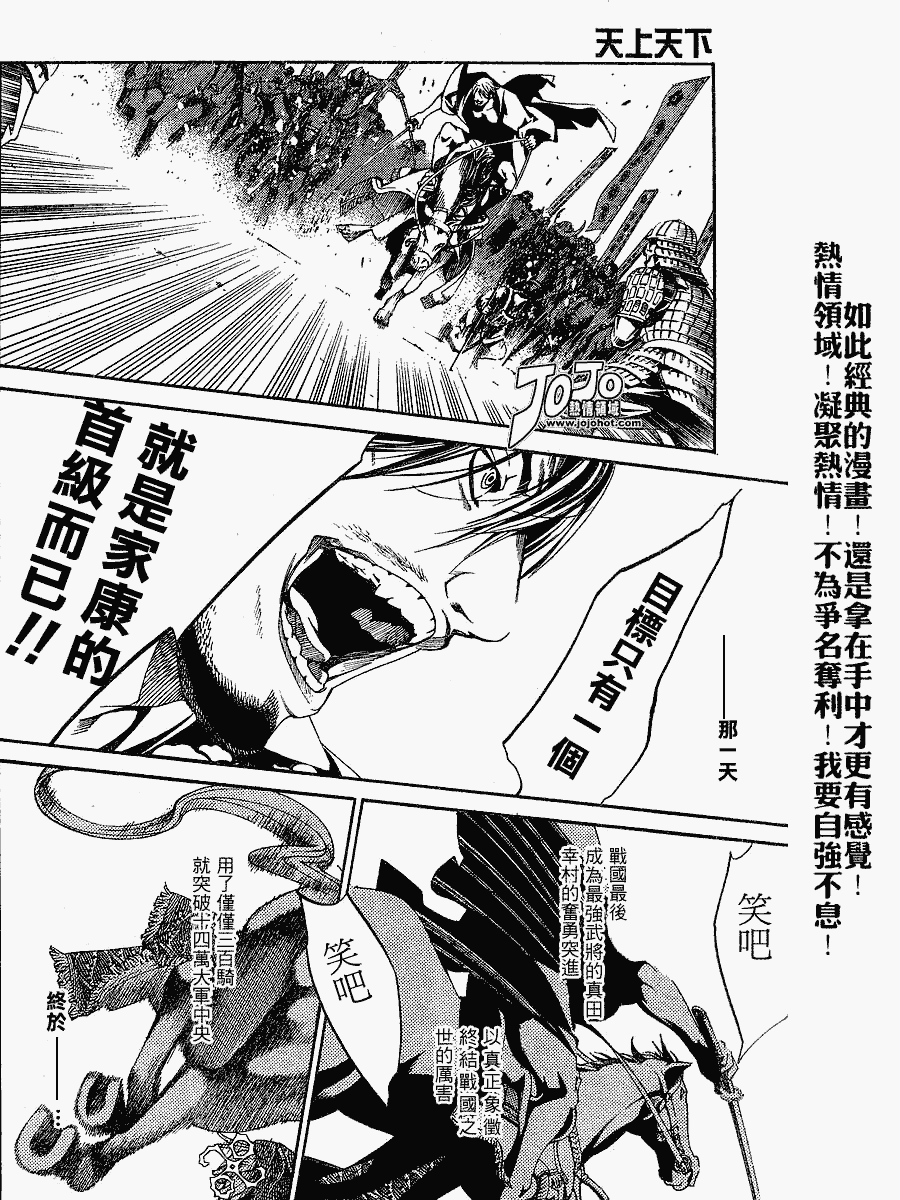 天上天下
如此經典的漫畫！還是拿在手中才更有感覺！
熱情領域！凝聚熱情！不為爭名奪利！我要自強不息！
JOJO
熱情領域
www.jojohot.com
目標只有一個
就是家康的
首級而已!!
——那一天
笑吧
戰國最後
成為最強武將的真田
幸村的奮勇突進
以真正象徵
終結戰國之
世的厲害
笑吧
用了僅僅三百騎
就突破十四萬大軍中央
終於——…